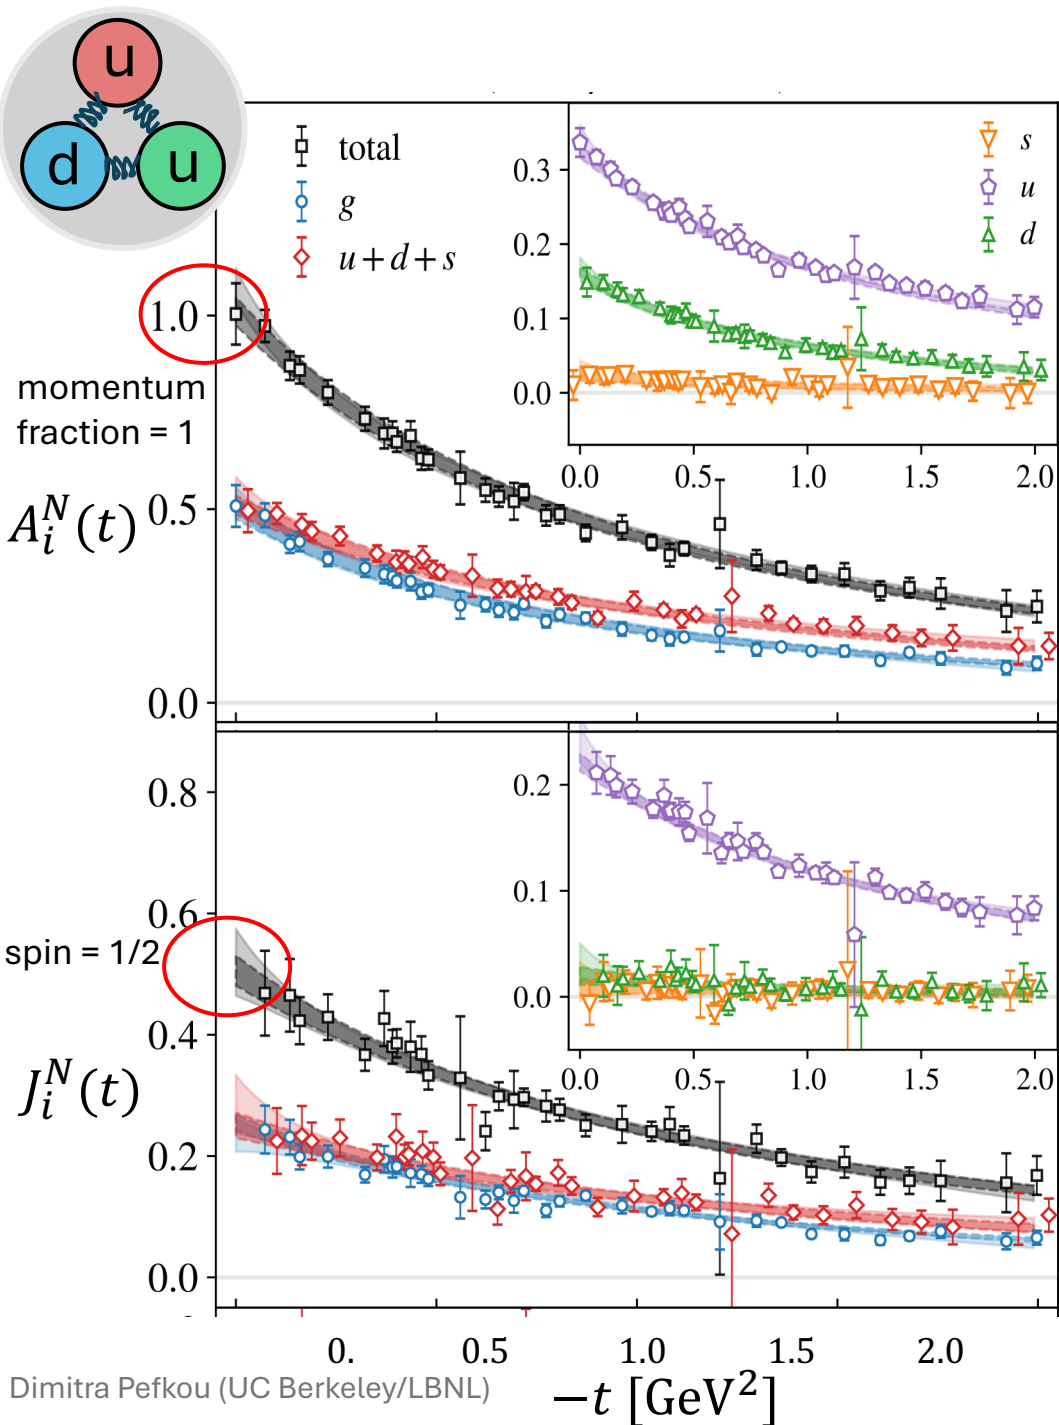 u
d u
total
g
u+d+s
s
u
d
0.3
0.2
0.1
0.0
0.0 0.5 1.0 1.5 2.0
1.0
momentum
fraction = 1
0.5
A_i^N(t)
0.0
0.8
0.6
spin = 1/2
0.4
J_i^N(t)
0.2
0.0
0.2
0.1
0.0
0.0 0.5 1.0 1.5 2.0
0. 0.5 1.0 1.5 2.0
Dimitra Pefkou (UC Berkeley/LBNL)
−t [GeV²]